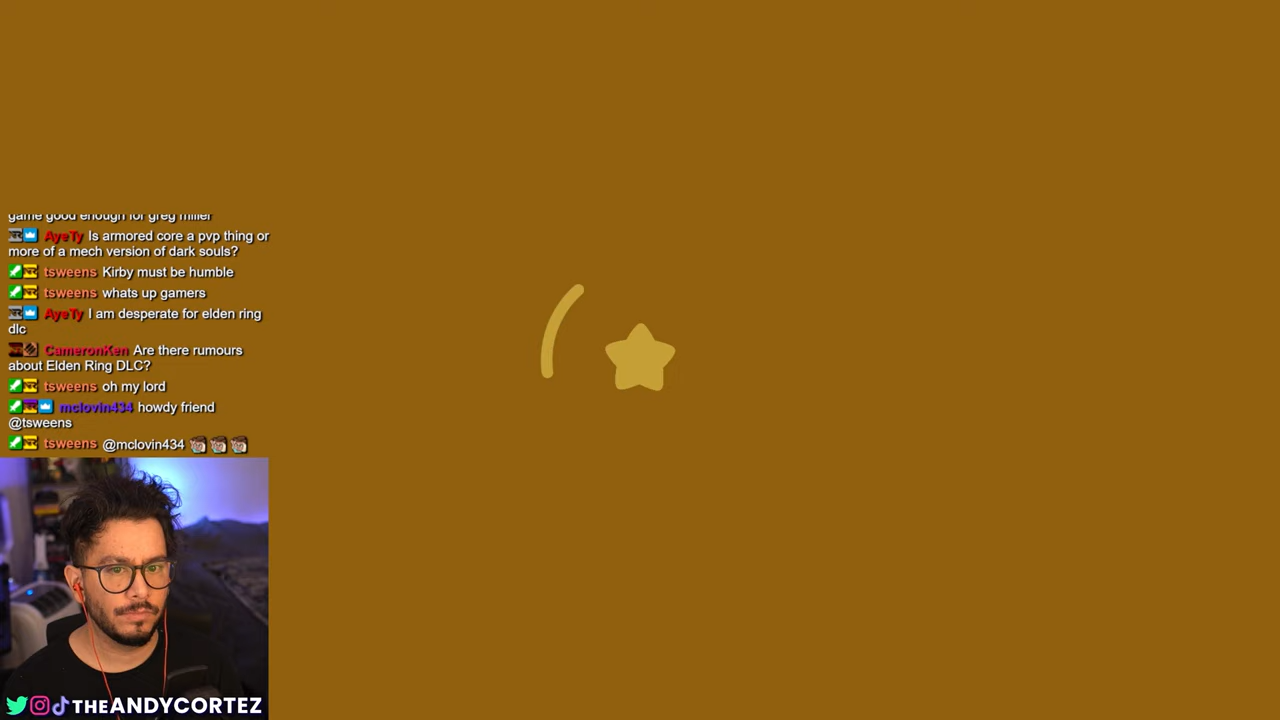 game good enough for greg miller
AyeTy Is armored core a pvp thing or
more of a mech version of dark souls?
tsweens Kirby must be humble
tsweens whats up gamers
AyeTy I am desperate for elden ring
dlc
CameronKen Are there rumours
about Elden Ring DLC?
tsweens oh my lord
mclovin434 howdy friend
@tsweens
tsweens @mclovin434
THEANDYCORTEZ